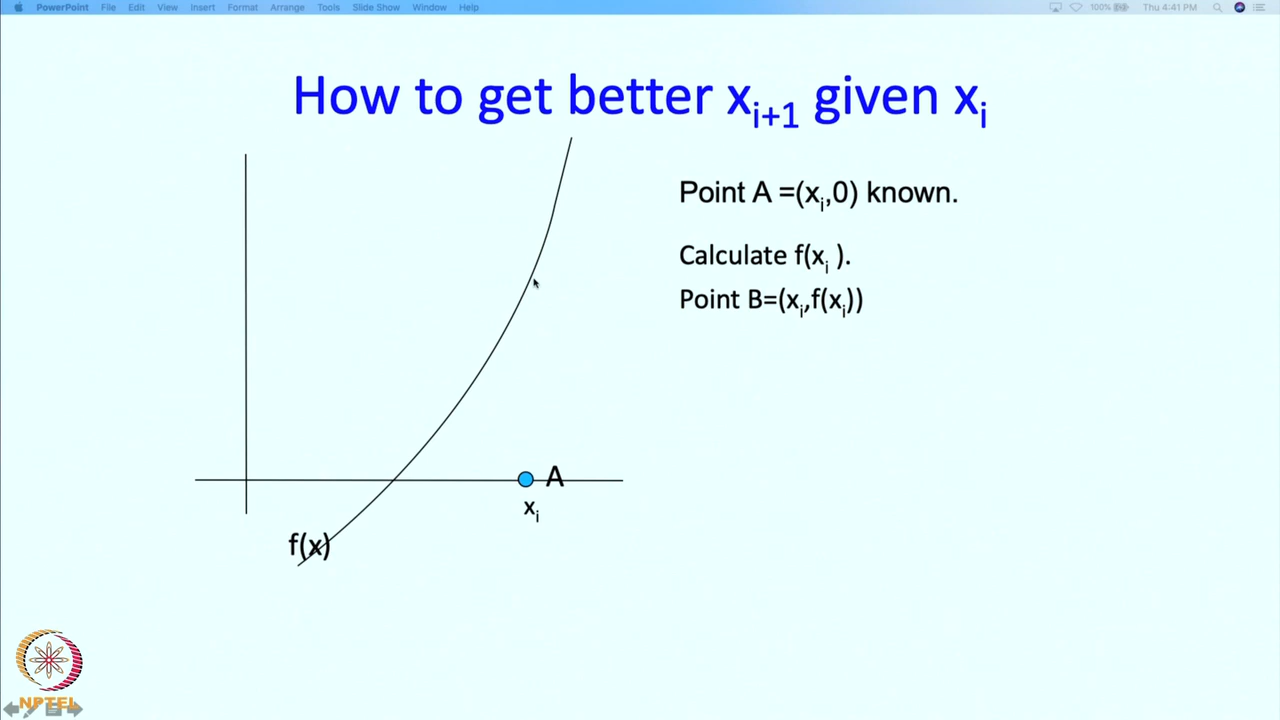 PowerPoint File Edit View Insert Format Arrange Tools Slide Show Window Help 100% Thu 4:41 PM
How to get better xi+1 given xi
Point A =(xi,0) known.
Calculate f(xi ).
Point B=(xi,f(xi))
A
xi
f(x)
NPTEL